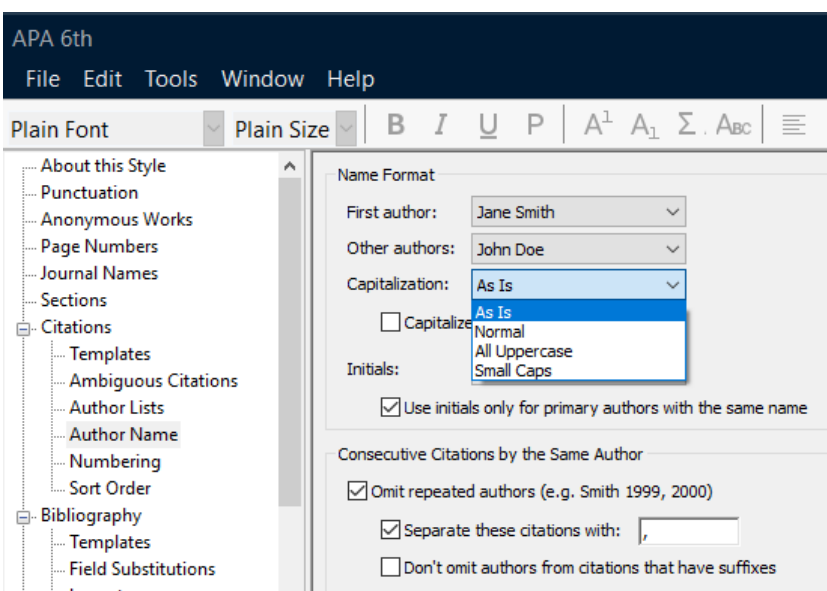 APA 6th
File Edit Tools Window Help
Plain Font Plain Size B I U P A1 A1 Σ. ABC
About this Style
Punctuation
Anonymous Works
Page Numbers
Journal Names
Sections
Citations
Templates
Ambiguous Citations
Author Lists
Author Name
Numbering
Sort Order
Bibliography
Templates
Field Substitutions
Name Format
First author: Jane Smith
Other authors: John Doe
Capitalization: As Is
As Is
Capitalize
Normal
All Uppercase
Small Caps
Initials:
Use initials only for primary authors with the same name
Consecutive Citations by the Same Author
Omit repeated authors (e.g. Smith 1999, 2000)
Separate these citations with: ,
Don't omit authors from citations that have suffixes